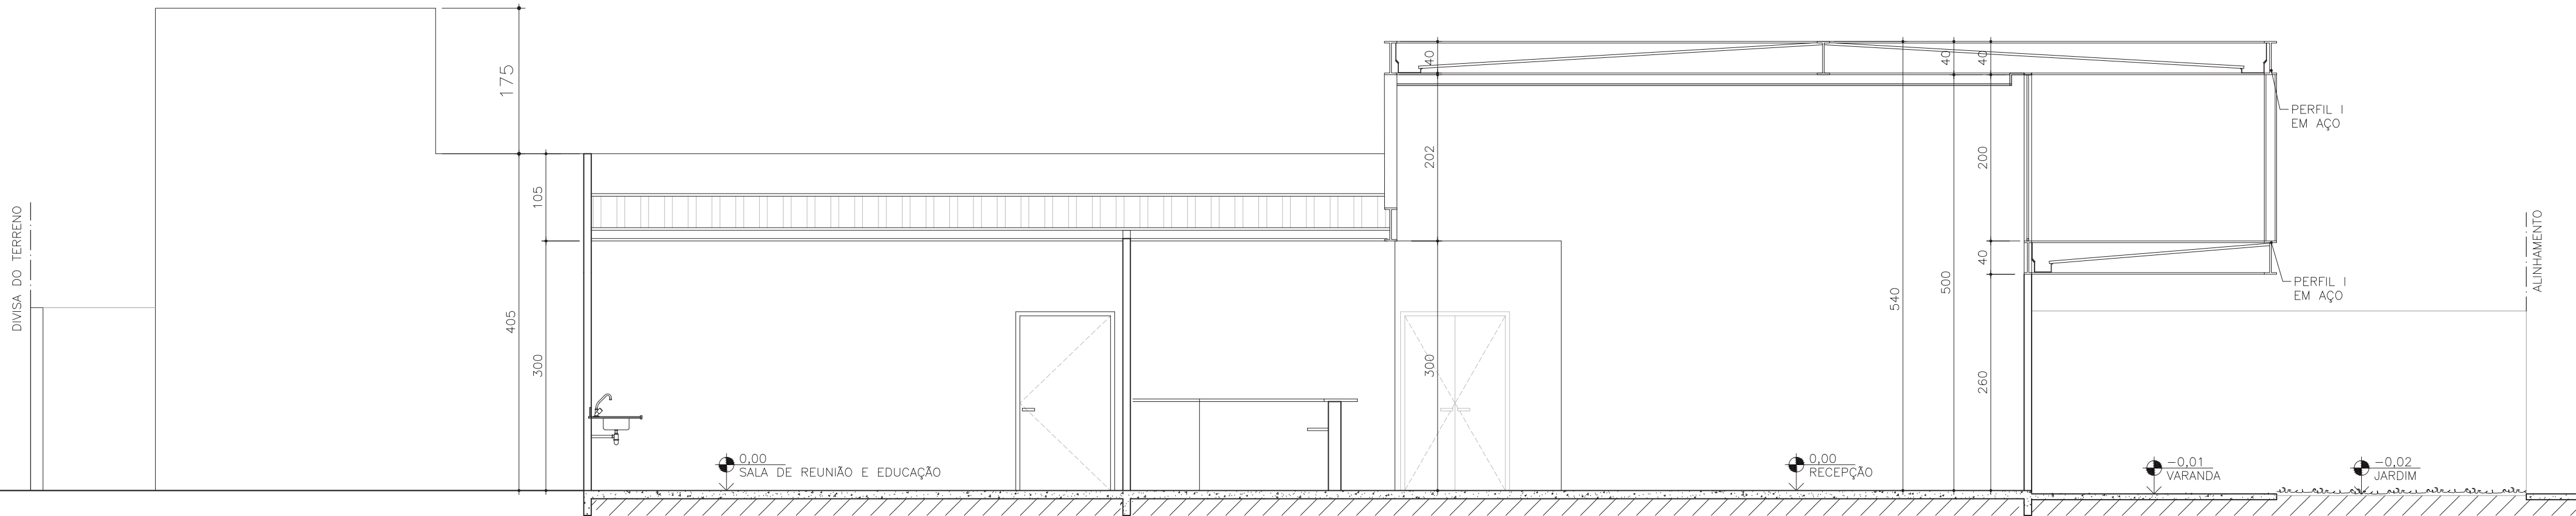 DIVISA DO TERRENO
175
405
105
300
40
202
300
540
40
500
40
200
40
260
PERFIL I
EM AÇO
PERFIL I
EM AÇO
ALINHAMENTO
0,00
SALA DE REUNIÃO E EDUCAÇÃO
0,00
RECEPÇÃO
-0,01
VARANDA
-0,02
JARDIM